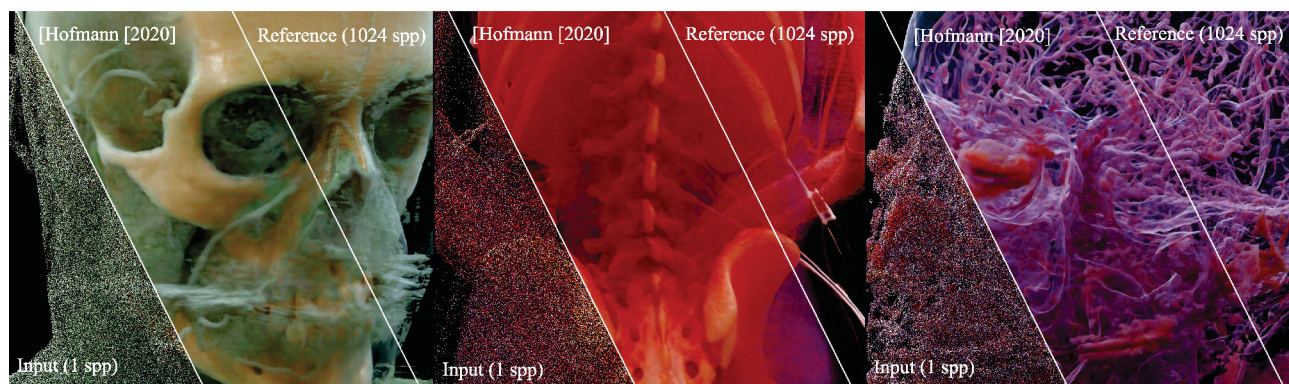 [Hofmann [2020]
Reference (1024 spp)
Input (1 spp)
[Hofmann [2020]
Reference (1024 spp)
Input (1 spp)
[Hofmann [2020]
Reference (1024 spp)
Input (1 spp)